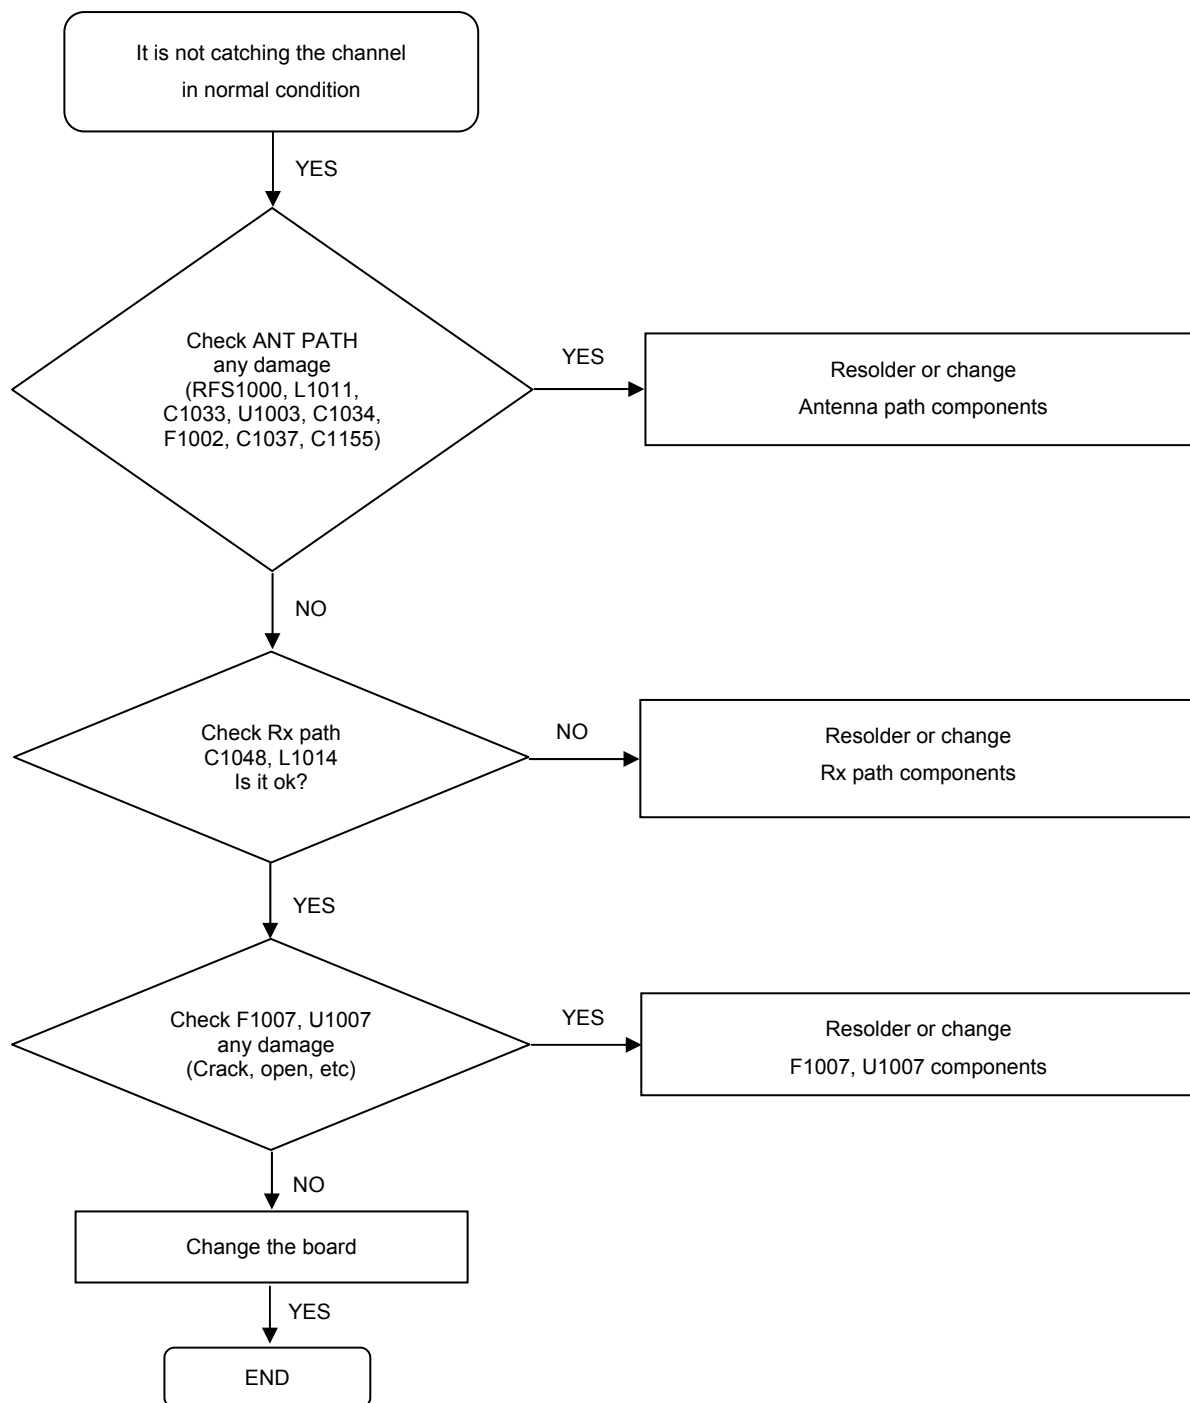 It is not catching the channel
in normal condition
YES
Check ANT PATH
any damage
(RFS1000, L1011,
C1033, U1003, C1034,
F1002, C1037, C1155)
YES
Resolder or change
Antenna path components
NO
Check Rx path
C1048, L1014
Is it ok?
NO
Resolder or change
Rx path components
YES
Check F1007, U1007
any damage
(Crack, open, etc)
YES
Resolder or change
F1007, U1007 components
NO
Change the board
YES
END